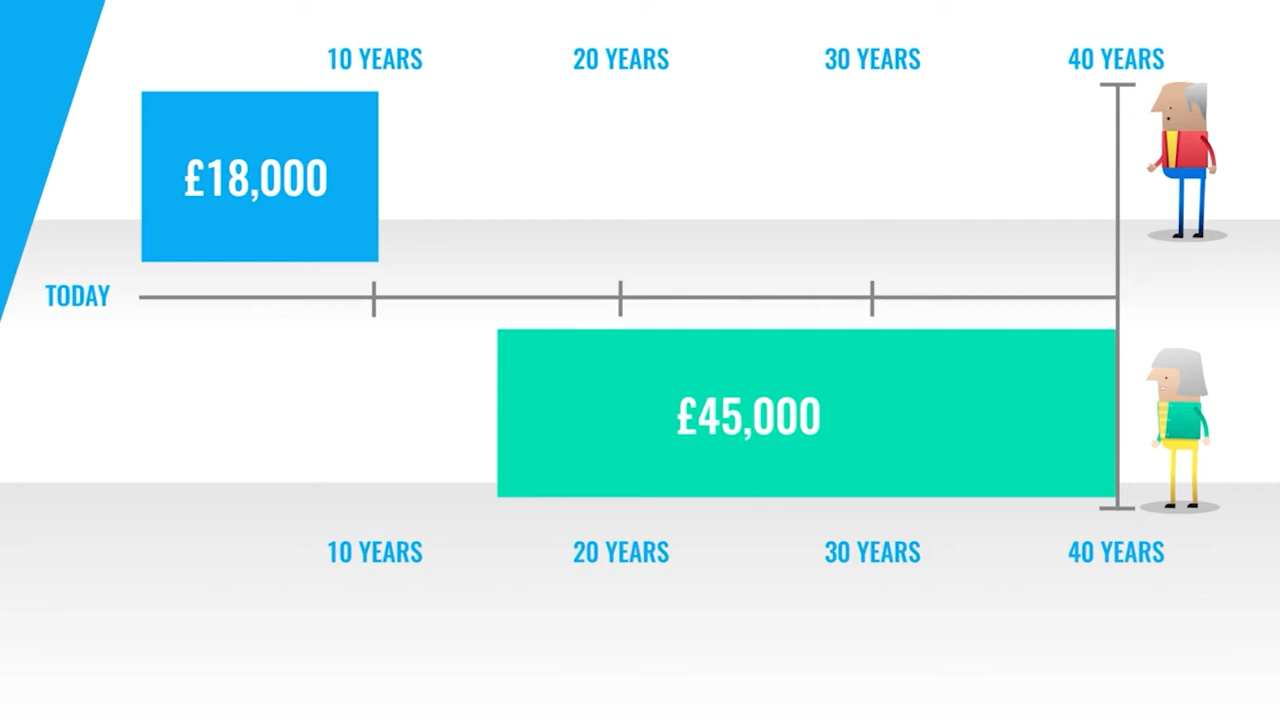 10 YEARS
20 YEARS
30 YEARS
40 YEARS
£18,000
TODAY
£45,000
10 YEARS
20 YEARS
30 YEARS
40 YEARS